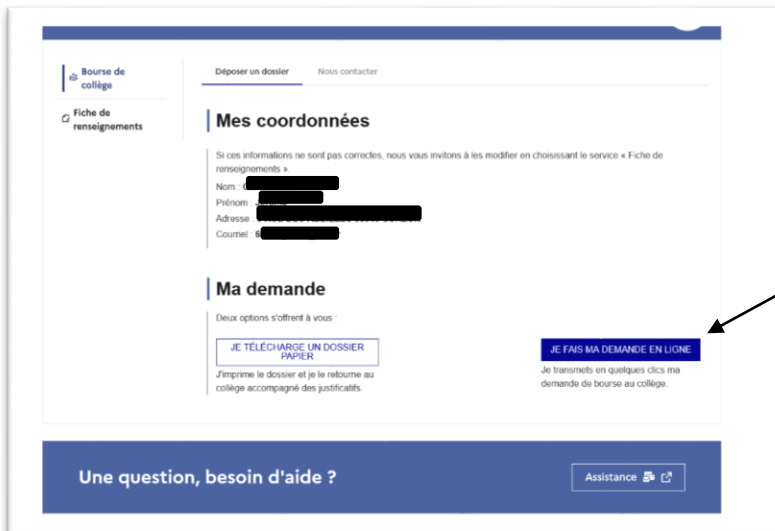 Bourse de
collège
Fiche de
renseignements
Déposer un dossier Nous contacter
Mes coordonnées
Si ces informations ne sont pas correctes, nous vous invitons à les modifier en choisissant le service « Fiche de
renseignements ».
Nom :
Prénom :
Adresse :
Courriel : 6
Ma demande
Deux options s'offrent à vous :
JE TÉLÉCHARGE UN DOSSIER
PAPIER
J'imprime le dossier et je le retourne au
collège accompagné des justificatifs.
JE FAIS MA DEMANDE EN LIGNE
Je transmets en quelques clics ma
demande de bourse au collège.
Une question, besoin d'aide ?
Assistance